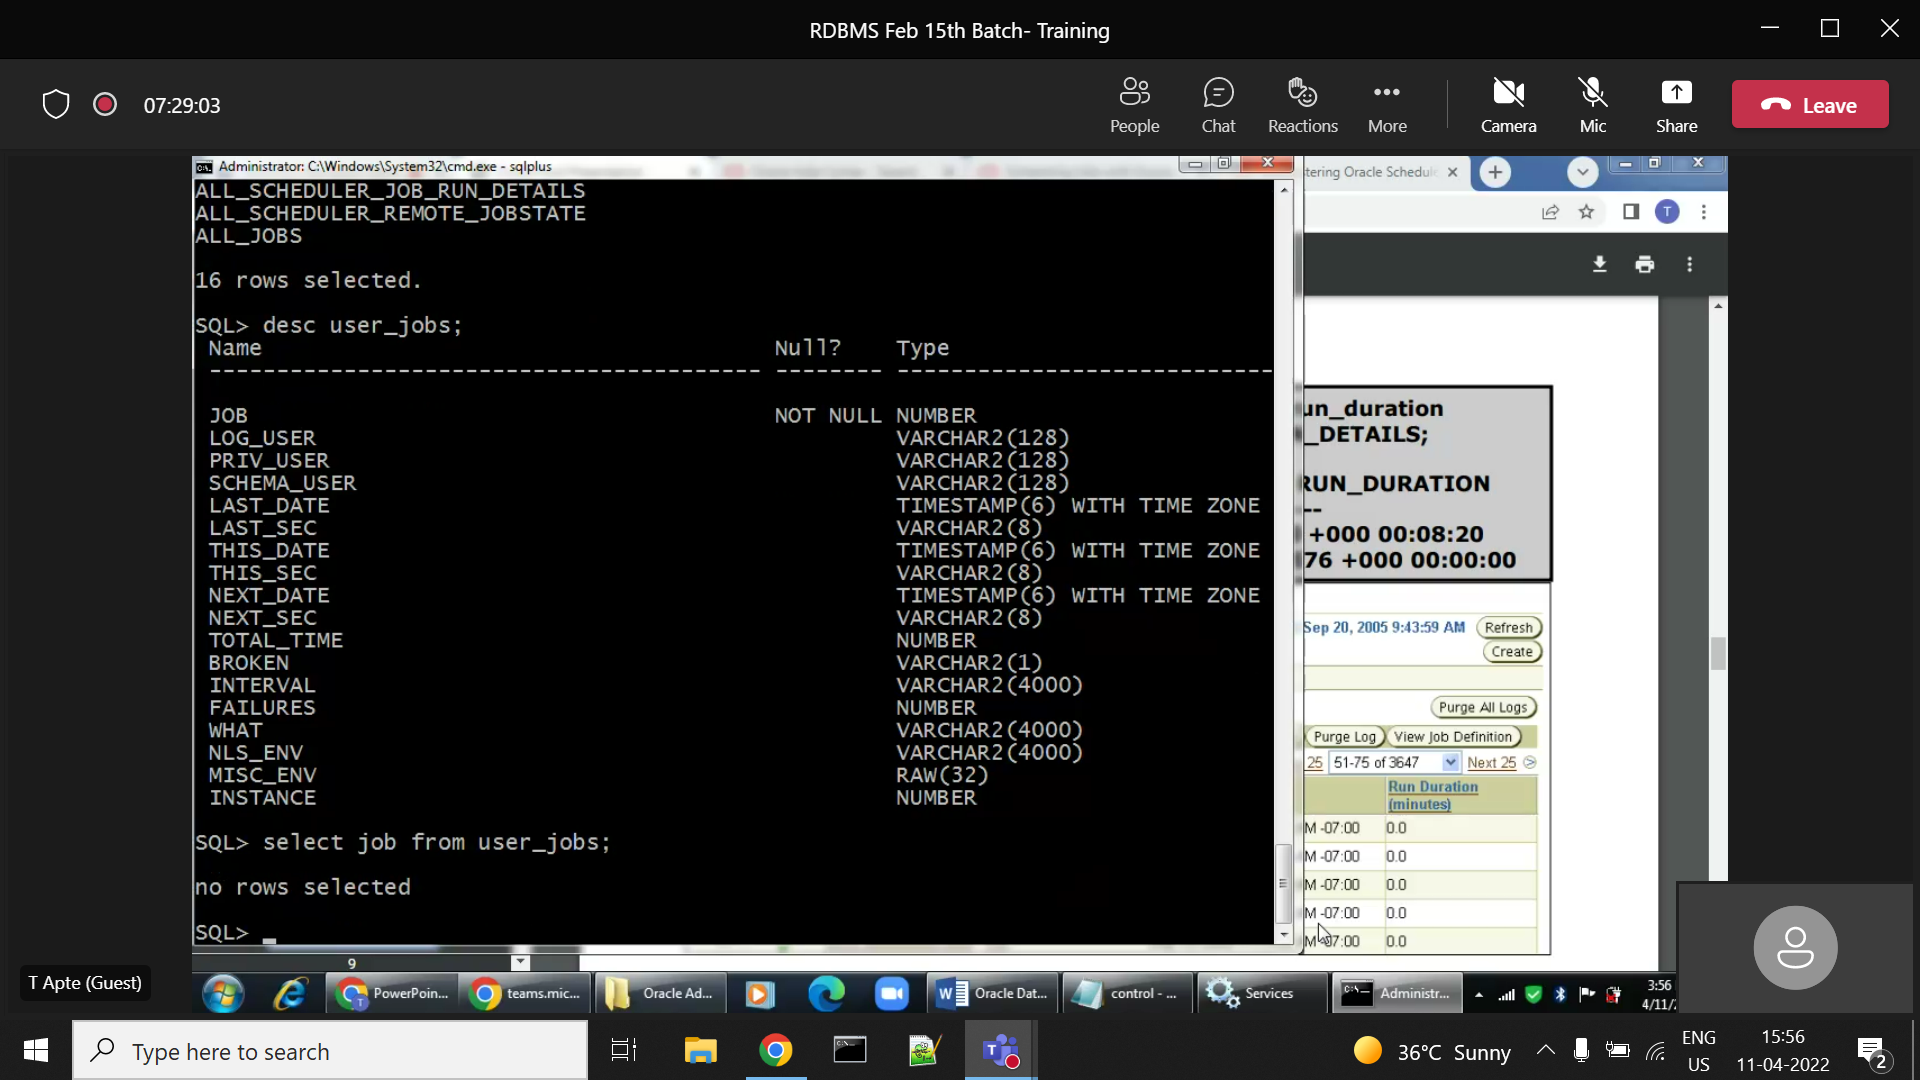 RDBMS Feb 15th Batch- Training
07:29:03
People
Chat
Reactions
More
Camera
Mic
Share
Leave
Administrator: C:\Windows\System32\cmd.exe - sqlplus
ALL_SCHEDULER_JOB_RUN_DETAILS
ALL_SCHEDULER_REMOTE_JOBSTATE
ALL_JOBS
16 rows selected.
SQL> desc user_jobs;
Name Null? Type
----------------------------------------- -------- ----------------------------
JOB NOT NULL NUMBER
LOG_USER VARCHAR2(128)
PRIV_USER VARCHAR2(128)
SCHEMA_USER VARCHAR2(128)
LAST_DATE TIMESTAMP(6) WITH TIME ZONE
LAST_SEC VARCHAR2(8)
THIS_DATE TIMESTAMP(6) WITH TIME ZONE
THIS_SEC VARCHAR2(8)
NEXT_DATE TIMESTAMP(6) WITH TIME ZONE
NEXT_SEC VARCHAR2(8)
TOTAL_TIME NUMBER
BROKEN VARCHAR2(1)
INTERVAL VARCHAR2(4000)
FAILURES NUMBER
WHAT VARCHAR2(4000)
NLS_ENV VARCHAR2(4000)
MISC_ENV RAW(32)
INSTANCE NUMBER
SQL> select job from user_jobs;
no rows selected
SQL>
tering Oracle Schedul
T
un_duration
_DETAILS;
RUN_DURATION
--
+000 00:08:20
76 +000 00:00:00
Sep 20, 2005 9:43:59 AM Refresh
Create
Purge All Logs
Purge Log View Job Definition
25 51-75 of 3647 Next 25
Run Duration
(minutes)
M -07:00 0.0
M -07:00 0.0
M -07:00 0.0
M -07:00 0.0
M -07:00 0.0
9
T Apte (Guest)
PowerPoin...
teams.mic...
Oracle Ad...
Oracle Dat...
control - ...
Services
Administr...
3:56
4/11/
Type here to search
36°C Sunny
ENG
US
15:56
11-04-2022
2